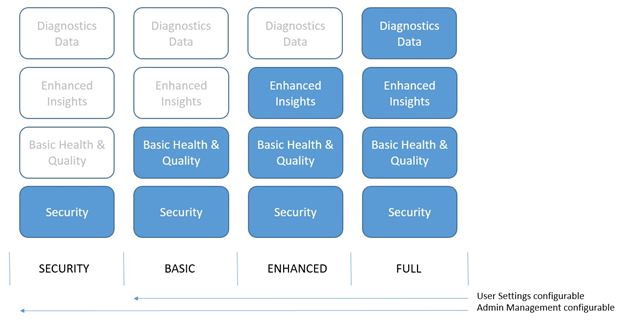 Diagnostics
Data
Diagnostics
Data
Diagnostics
Data
Diagnostics
Data
Enhanced
Insights
Enhanced
Insights
Enhanced
Insights
Enhanced
Insights
Basic Health &
Quality
Basic Health &
Quality
Basic Health &
Quality
Basic Health &
Quality
Security
Security
Security
Security
SECURITY
BASIC
ENHANCED
FULL
User Settings configurable
Admin Management configurable